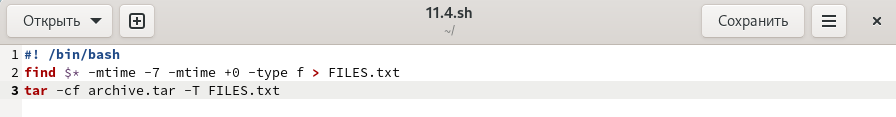 Открыть
11.4.sh
~/
Сохранить
1 #! /bin/bash
2 find $* -mtime -7 -mtime +0 -type f > FILES.txt
3 tar -cf archive.tar -T FILES.txt